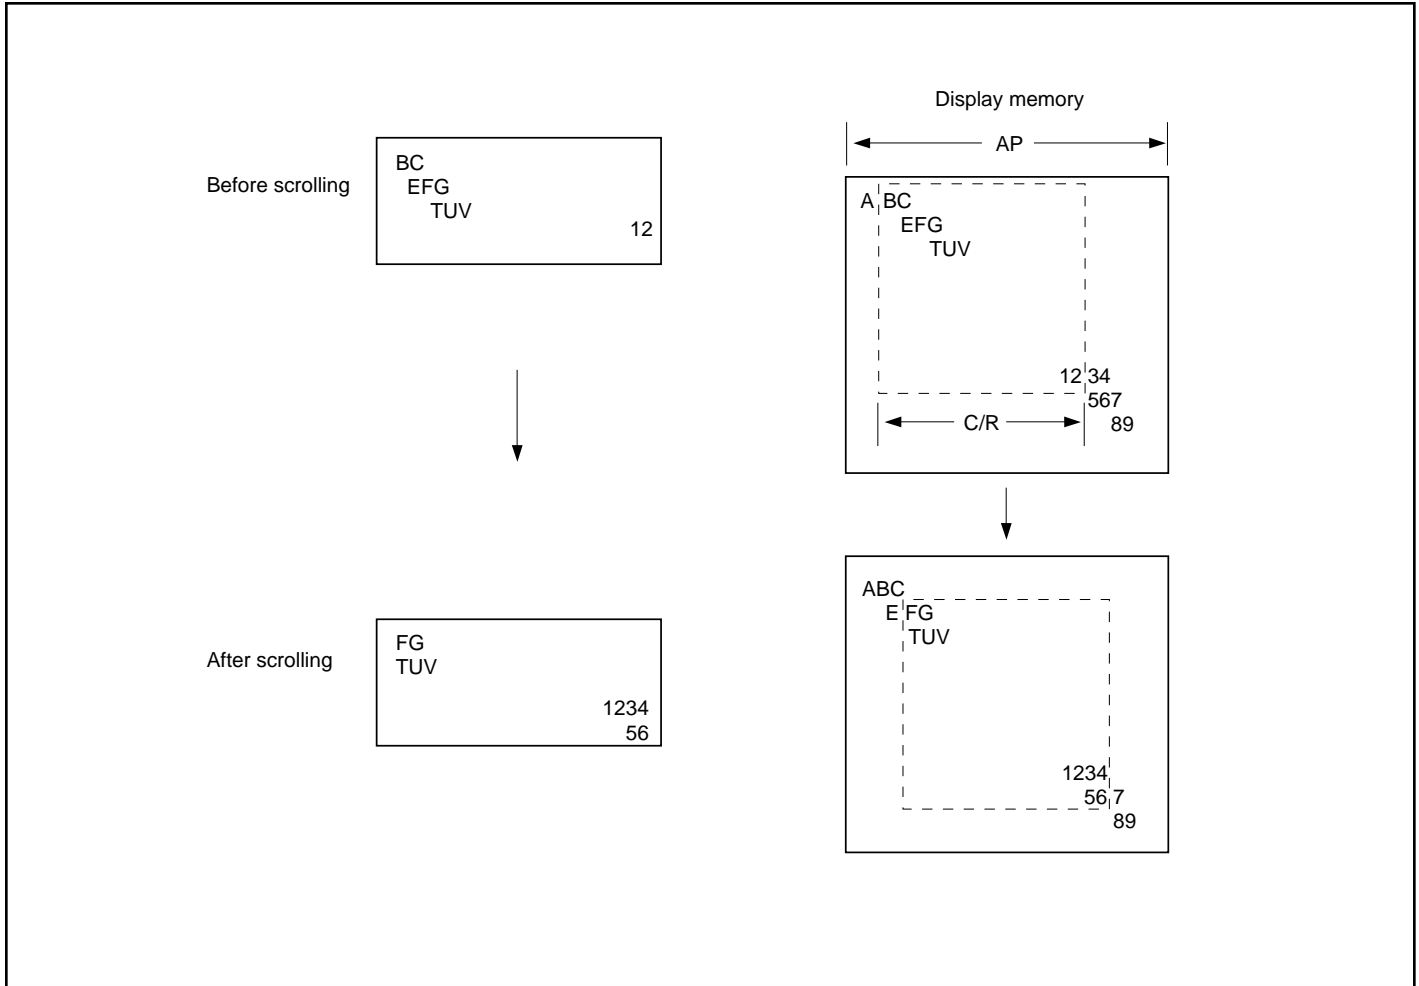 Display memory
AP
Before scrolling
BC
EFG
TUV
12
A BC
EFG
TUV
12 34
567
89
C/R
After scrolling
FG
TUV
1234
56
ABC
E FG
TUV
1234
56 7
89